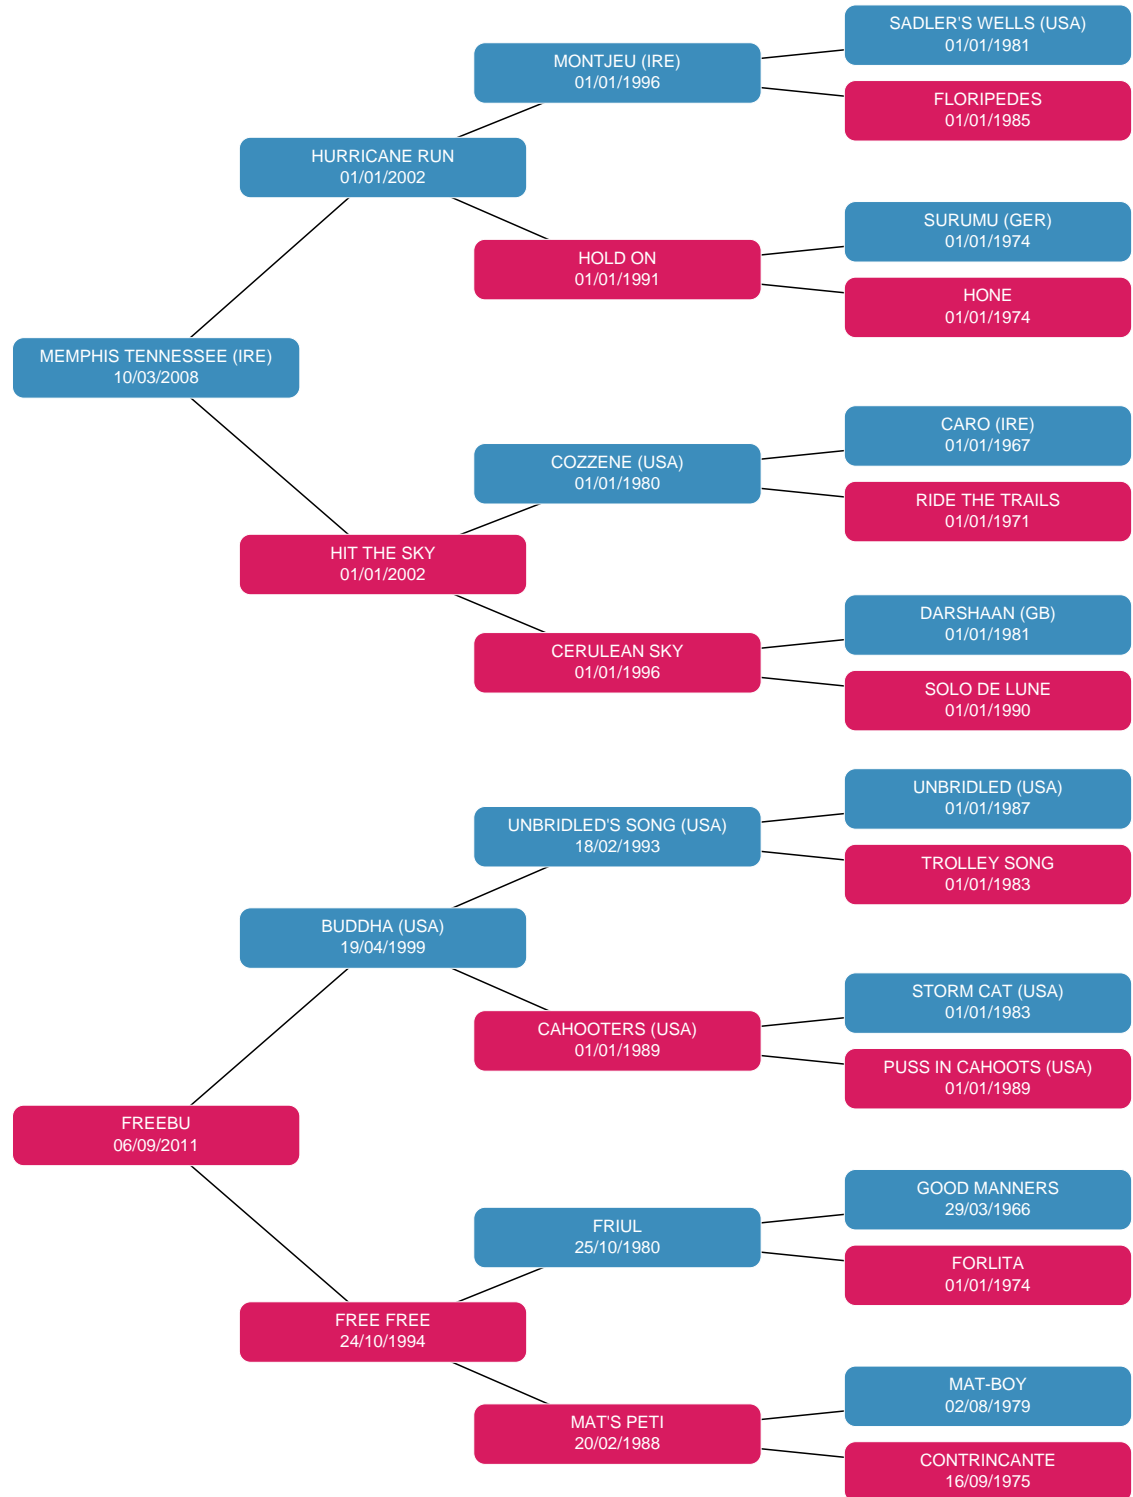 SADLER'S WELLS (USA)
01/01/1981
MONTJEU (IRE)
01/01/1996
FLORIPEDES
01/01/1985
HURRICANE RUN
01/01/2002
SURUMU (GER)
01/01/1974
HOLD ON
01/01/1991
HONE
01/01/1974
MEMPHIS TENNESSEE (IRE)
10/03/2008
CARO (IRE)
01/01/1967
COZZENE (USA)
01/01/1980
RIDE THE TRAILS
01/01/1971
HIT THE SKY
01/01/2002
DARSHAAN (GB)
01/01/1981
CERULEAN SKY
01/01/1996
SOLO DE LUNE
01/01/1990
UNBRIDLED (USA)
01/01/1987
UNBRIDLED'S SONG (USA)
18/02/1993
TROLLEY SONG
01/01/1983
BUDDHA (USA)
19/04/1999
STORM CAT (USA)
01/01/1983
CAHOOTERS (USA)
01/01/1989
PUSS IN CAHOOTS (USA)
01/01/1989
FREEBU
06/09/2011
GOOD MANNERS
29/03/1966
FRIUL
25/10/1980
FORLITA
01/01/1974
FREE FREE
24/10/1994
MAT-BOY
02/08/1979
MAT'S PETI
20/02/1988
CONTRINCANTE
16/09/1975